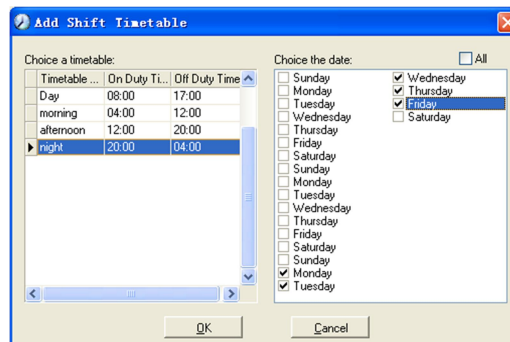 Add Shift Timetable
Choice a timetable:
Timetable ... On Duty Ti... Off Duty Time
Day 08:00 17:00
morning 04:00 12:00
afternoon 12:00 20:00
night 20:00 04:00
Choice the date:
All
Sunday
Monday
Tuesday
Wednesday
Thursday
Friday
Saturday
Sunday
Monday
Tuesday
Wednesday
Thursday
Friday
Saturday
Sunday
Monday
Tuesday
Wednesday
Thursday
Friday
Saturday
OK
Cancel